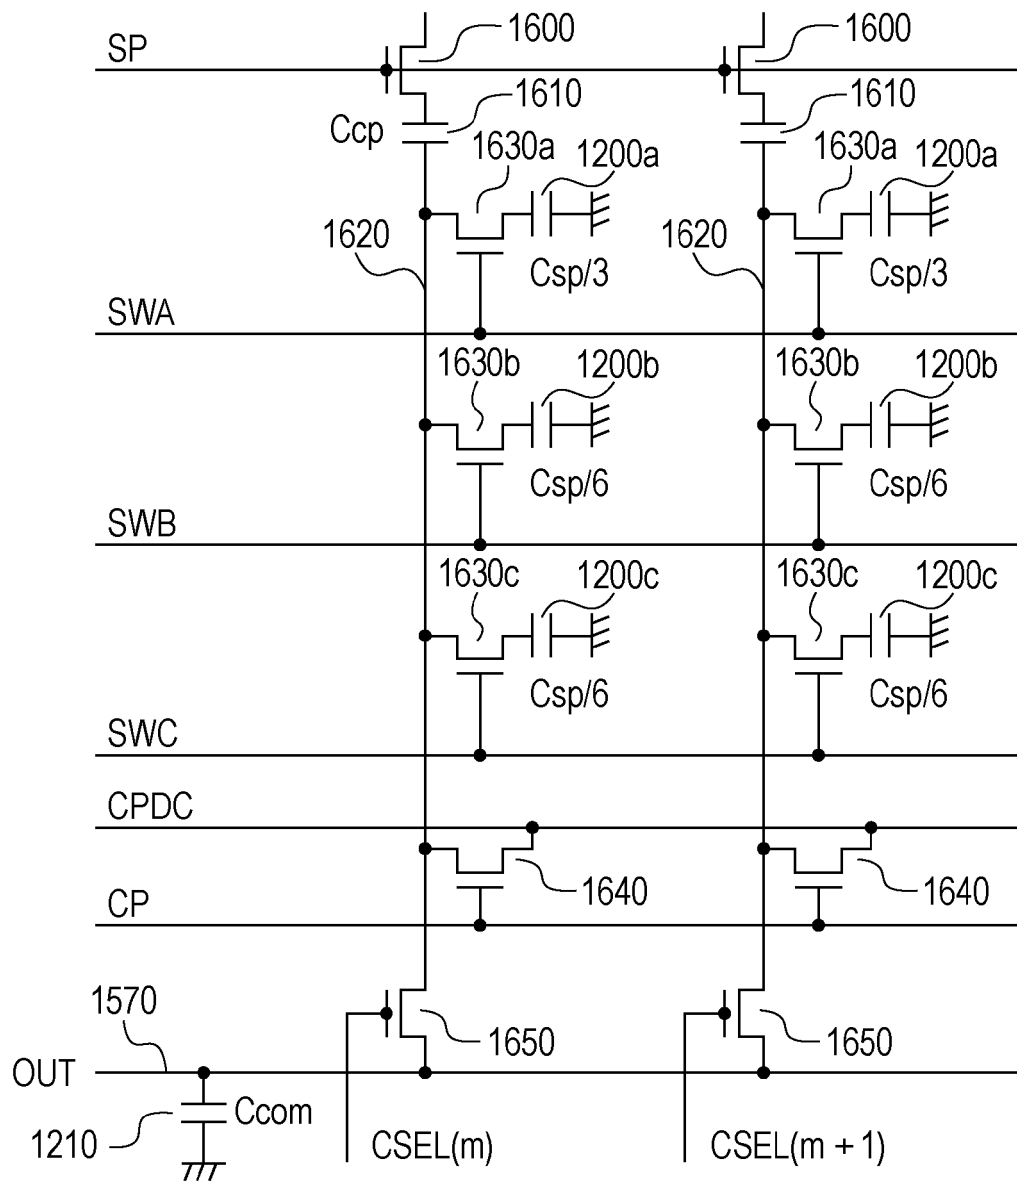 1600 1600
SP
1610 1610
Ccp
1630a 1200a 1630a 1200a
1620 1620
Csp/3 Csp/3
SWA
1630b 1200b 1630b 1200b
Csp/6 Csp/6
SWB
1630c 1200c 1630c 1200c
Csp/6 Csp/6
SWC
CPDC
1640 1640
CP
1570
1650 1650
OUT
Ccom
1210
CSEL(m) CSEL(m + 1)